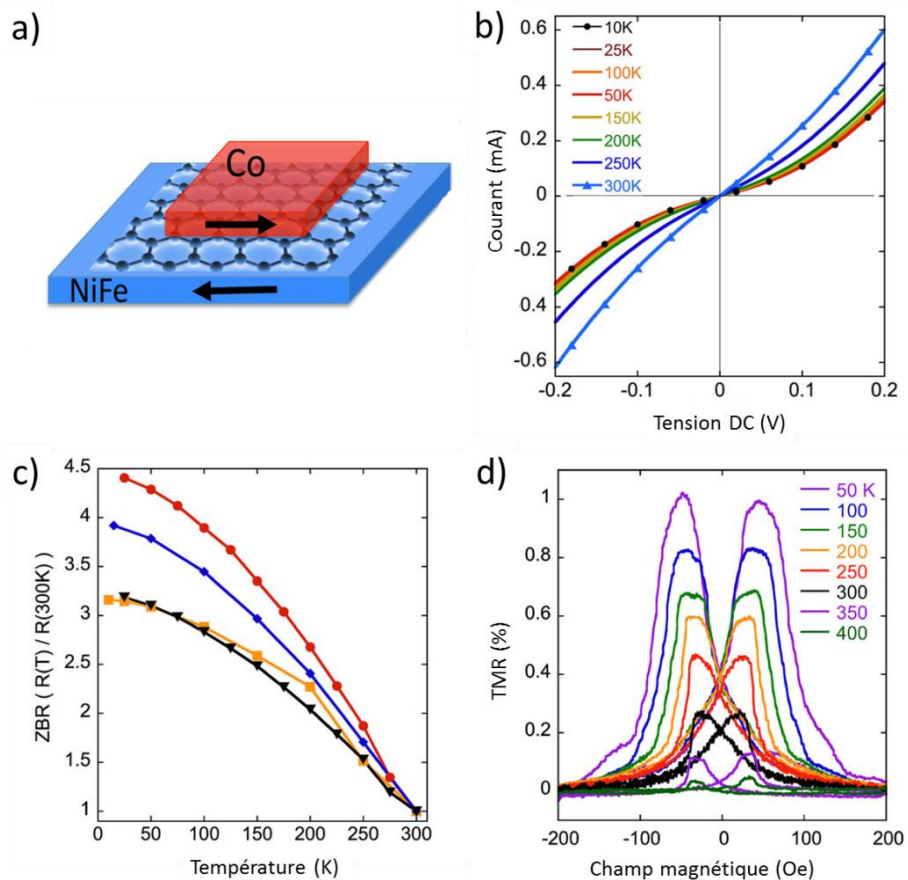 a)
Co
NiFe
b)
Courant (mA)
0.6
0.4
0.2
0
-0.2
-0.4
-0.6
10K
25K
100K
50K
150K
200K
250K
300K
-0.2
-0.1
0
0.1
0.2
Tension DC (V)
c)
ZBR ( R(T) / R(300K)
4.5
4
3.5
3
2.5
2
1.5
1
0
50
100
150
200
250
300
Température (K)
d)
TMR (%)
1
0.8
0.6
0.4
0.2
0
50 K
100
150
200
250
300
350
400
-200
-100
0
100
200
Champ magnétique (Oe)